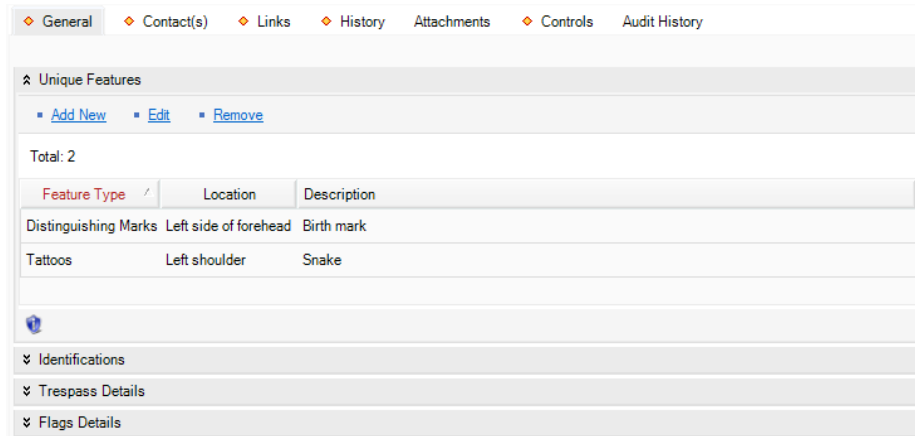 General Contact(s) Links History Attachments Controls Audit History
Unique Features
Add New Edit Remove
Total: 2
Feature Type Location Description
Distinguishing Marks Left side of forehead Birth mark
Tattoos Left shoulder Snake
Identifications
Trespass Details
Flags Details